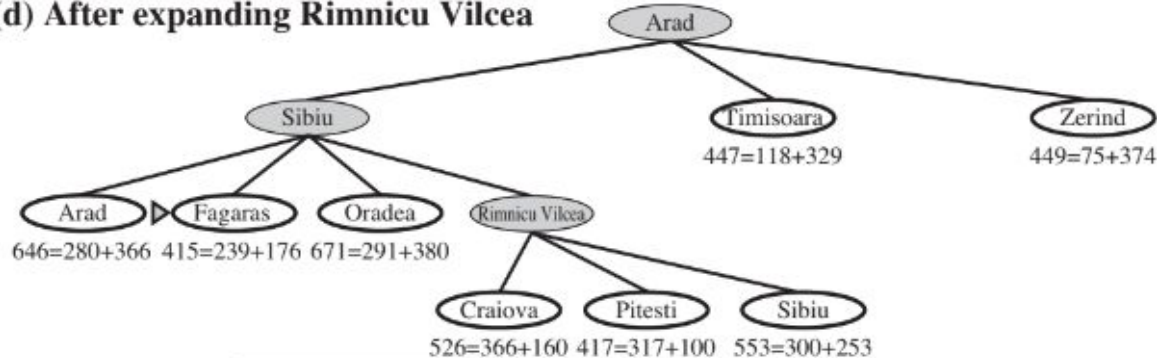 d) After expanding Rimnicu Vilcea
Arad
Sibiu
Timisoara
Zerind
447=118+329
449=75+374
Arad
Fagaras
Oradea
Rimnicu Vilcea
646=280+366
415=239+176
671=291+380
Craiova
Pitesti
Sibiu
526=366+160
417=317+100
553=300+253